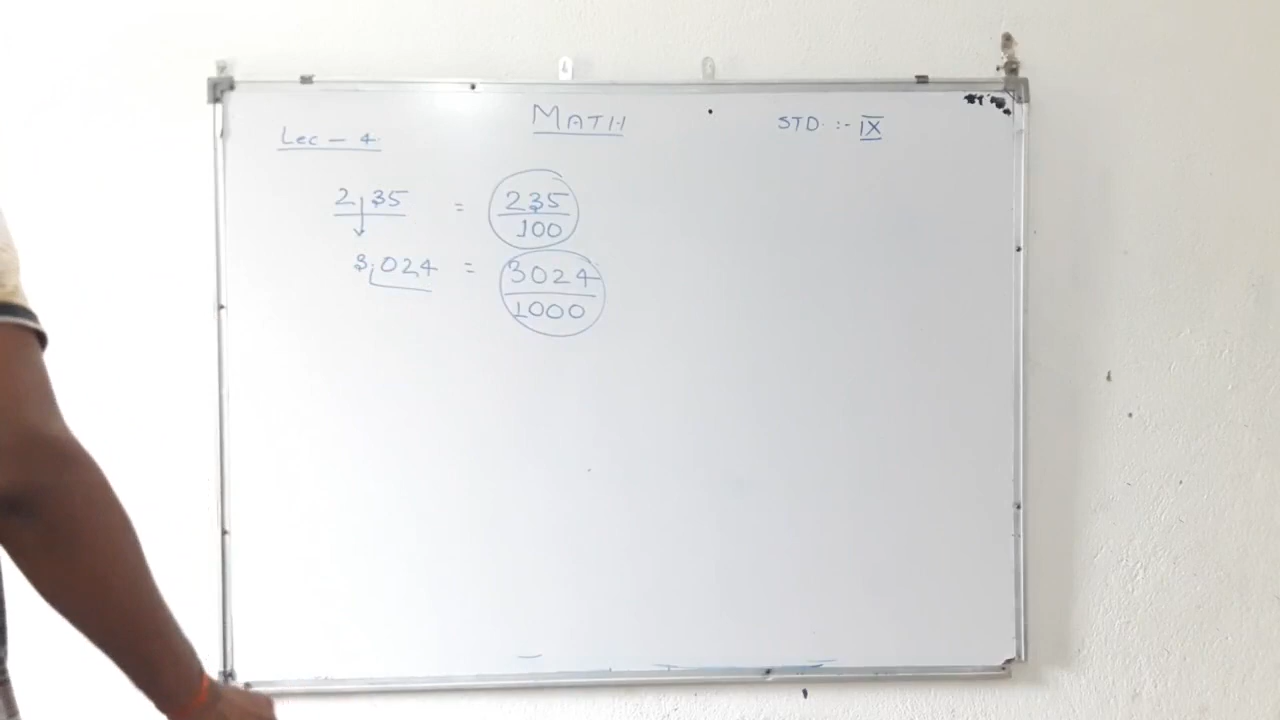 MATH
Lec - 4
STD. :- IX
2.35 = 235/100
3.024 = 3024/1000